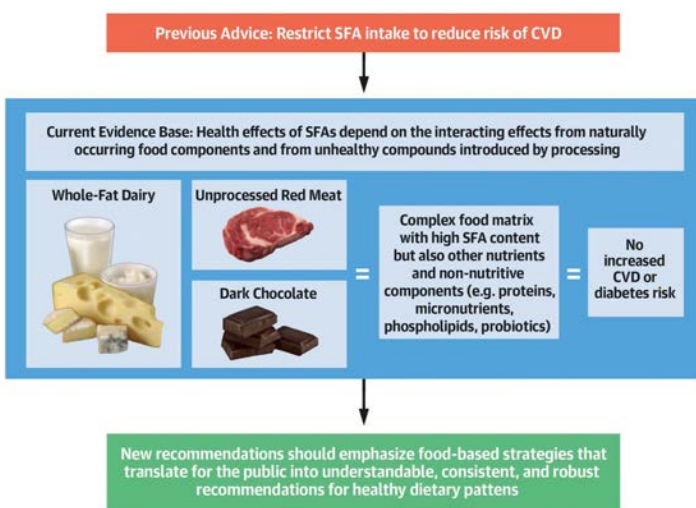 Previous Advice: Restrict SFA intake to reduce risk of CVD
Current Evidence Base: Health effects of SFAs depend on the interacting effects from naturally
occurring food components and from unhealthy compounds introduced by processing
Whole-Fat Dairy
Unprocessed Red Meat
Dark Chocolate
=
Complex food matrix
with high SFA content
but also other nutrients
and non-nutritive
components (e.g. proteins,
micronutrients,
phospholipids, probiotics)
=
No
increased
CVD or
diabetes risk
New recommendations should emphasize food-based strategies that
translate for the public into understandable, consistent, and robust
recommendations for healthy dietary pattens